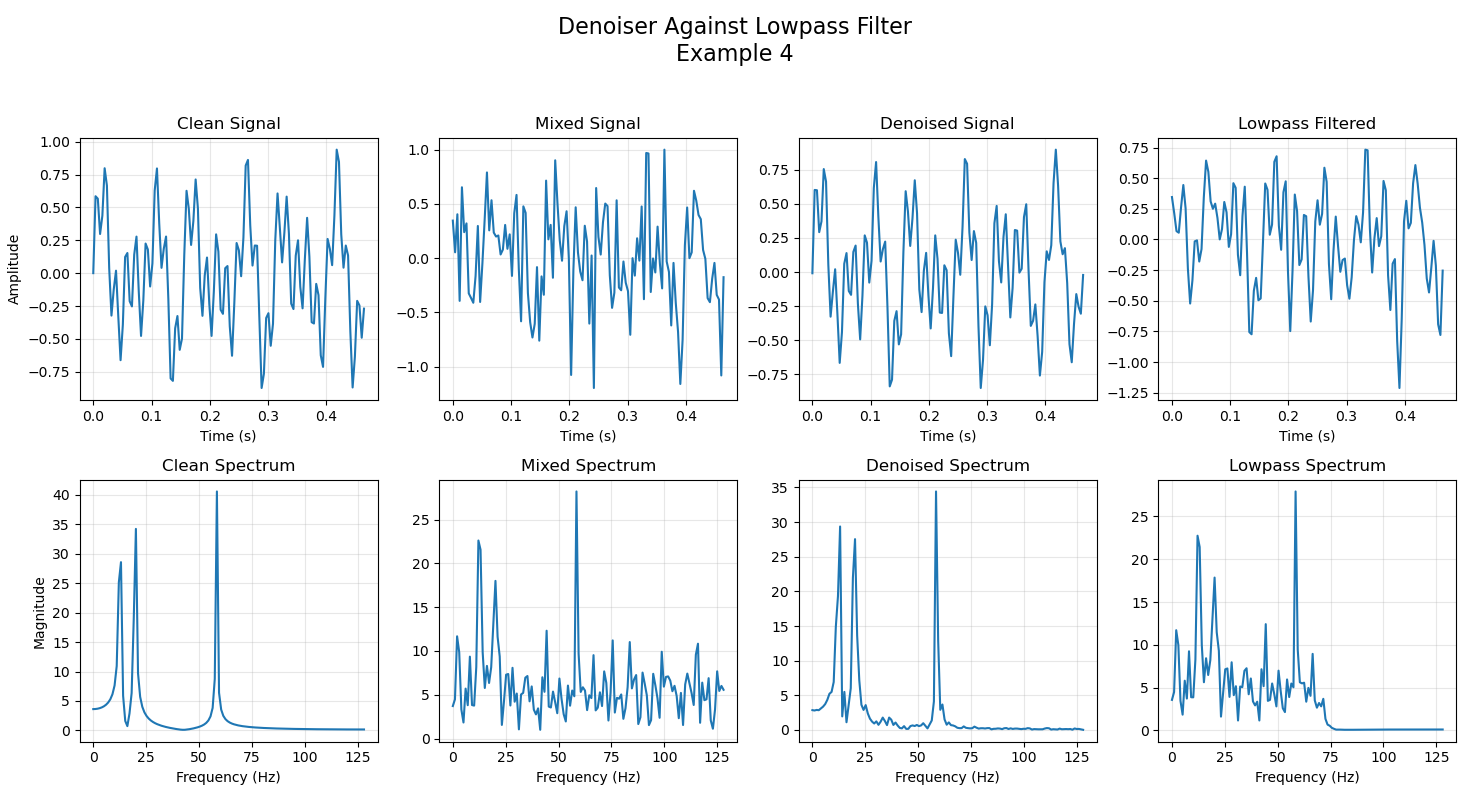 Denoiser Against Lowpass Filter
Example 4
Clean Signal
Mixed Signal
Denoised Signal
Lowpass Filtered
Amplitude
1.00
0.75
0.50
0.25
0.00
−0.25
−0.50
−0.75
0.0 0.1 0.2 0.3 0.4
Time (s)
1.0
0.5
0.0
−0.5
−1.0
0.0 0.1 0.2 0.3 0.4
Time (s)
0.75
0.50
0.25
0.00
−0.25
−0.50
−0.75
0.0 0.1 0.2 0.3 0.4
Time (s)
0.75
0.50
0.25
0.00
−0.25
−0.50
−0.75
−1.00
−1.25
0.0 0.1 0.2 0.3 0.4
Time (s)
Clean Spectrum
Mixed Spectrum
Denoised Spectrum
Lowpass Spectrum
Magnitude
40
35
30
25
20
15
10
5
0
0 25 50 75 100 125
Frequency (Hz)
25
20
15
10
5
0
0 25 50 75 100 125
Frequency (Hz)
35
30
25
20
15
10
5
0
0 25 50 75 100 125
Frequency (Hz)
25
20
15
10
5
0
0 25 50 75 100 125
Frequency (Hz)